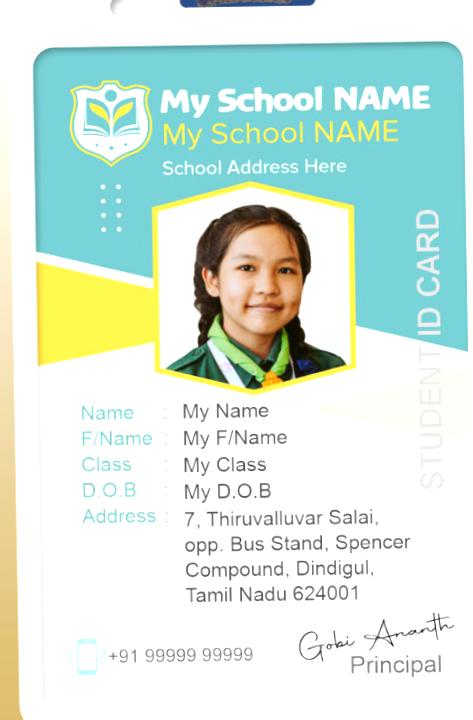 My School NAME
My School NAME
School Address Here
STUDENT ID CARD
Name : My Name
F/Name : My F/Name
Class : My Class
D.O.B : My D.O.B
Address : 7, Thiruvalluvar Salai,
opp. Bus Stand, Spencer
Compound, Dindigul,
Tamil Nadu 624001
Gobi Ananth
+91 99999 99999
Principal